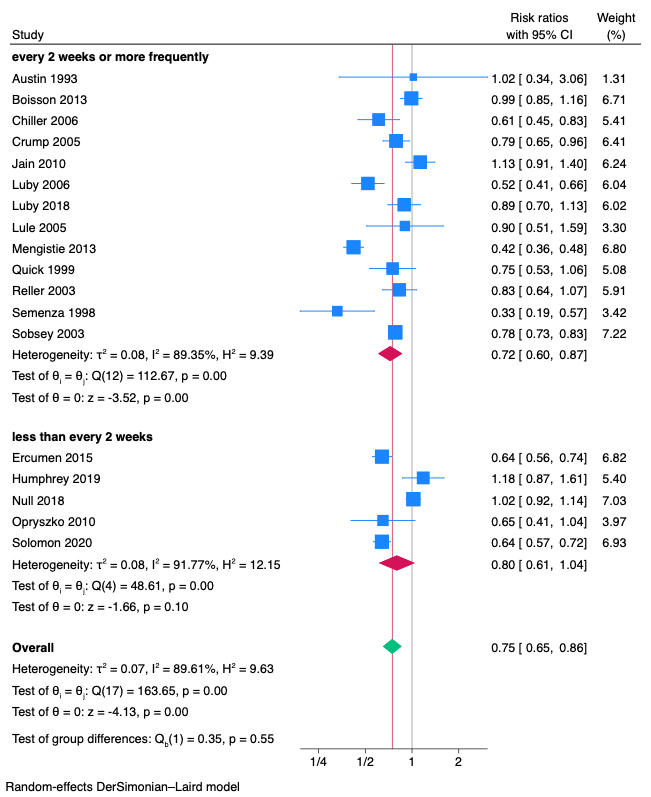 Study Risk ratios with 95% CI Weight (%)
every 2 weeks or more frequently
Austin 1993 1.02 [ 0.34, 3.06] 1.31
Boisson 2013 0.99 [ 0.85, 1.16] 6.71
Chiller 2006 0.61 [ 0.45, 0.83] 5.41
Crump 2005 0.79 [ 0.65, 0.96] 6.41
Jain 2010 1.13 [ 0.91, 1.40] 6.24
Luby 2006 0.52 [ 0.41, 0.66] 6.04
Luby 2018 0.89 [ 0.70, 1.13] 6.02
Lule 2005 0.90 [ 0.51, 1.59] 3.30
Mengistie 2013 0.42 [ 0.36, 0.48] 6.80
Quick 1999 0.75 [ 0.53, 1.06] 5.08
Reller 2003 0.83 [ 0.64, 1.07] 5.91
Semenza 1998 0.33 [ 0.19, 0.57] 3.42
Sobsey 2003 0.78 [ 0.73, 0.83] 7.22
Heterogeneity: τ² = 0.08, I² = 89.35%, H² = 9.39 0.72 [ 0.60, 0.87]
Test of θᵢ = θⱼ: Q(12) = 112.67, p = 0.00
Test of θ = 0: z = -3.52, p = 0.00
less than every 2 weeks
Ercumen 2015 0.64 [ 0.56, 0.74] 6.82
Humphrey 2019 1.18 [ 0.87, 1.61] 5.40
Null 2018 1.02 [ 0.92, 1.14] 7.03
Opryszko 2010 0.65 [ 0.41, 1.04] 3.97
Solomon 2020 0.64 [ 0.57, 0.72] 6.93
Heterogeneity: τ² = 0.08, I² = 91.77%, H² = 12.15 0.80 [ 0.61, 1.04]
Test of θᵢ = θⱼ: Q(4) = 48.61, p = 0.00
Test of θ = 0: z = -1.66, p = 0.10
Overall 0.75 [ 0.65, 0.86]
Heterogeneity: τ² = 0.07, I² = 89.61%, H² = 9.63
Test of θᵢ = θⱼ: Q(17) = 163.65, p = 0.00
Test of θ = 0: z = -4.13, p = 0.00
Test of group differences: Q_b(1) = 0.35, p = 0.55
1/4 1/2 1 2
Random-effects DerSimonian–Laird model